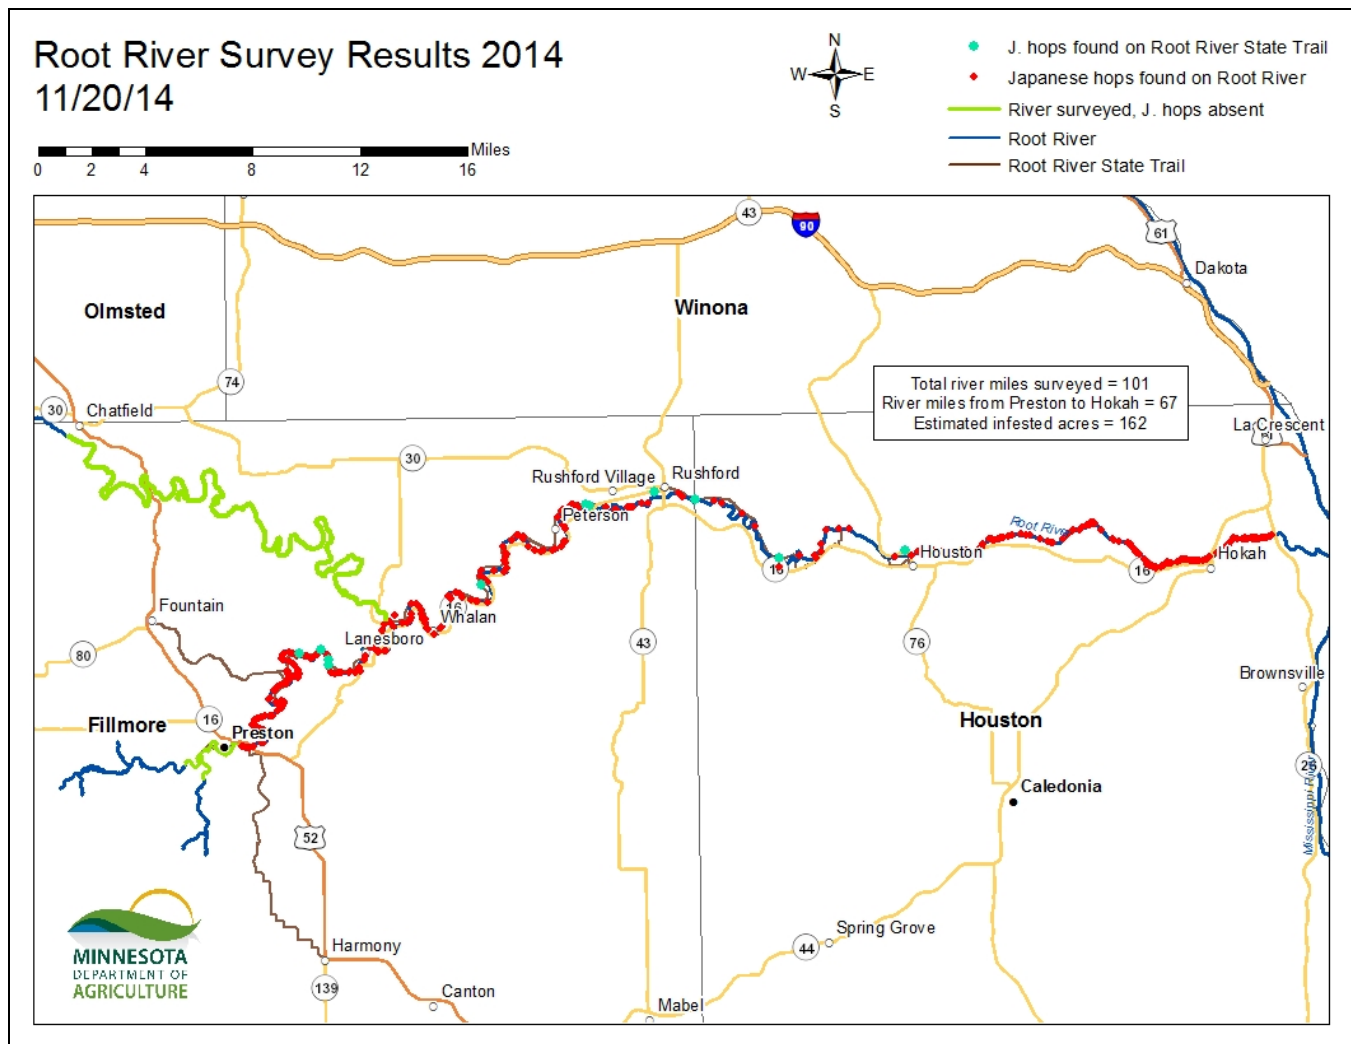 Root River Survey Results 2014
11/20/14
Miles
0 2 4 8 12 16
N
W E
S
J. hops found on Root River State Trail
Japanese hops found on Root River
River surveyed, J. hops absent
Root River
Root River State Trail
43
90
61
Dakota
Olmsted
Winona
74
Total river miles surveyed = 101
River miles from Preston to Hokah = 67
Estimated infested acres = 162
30
Chatfield
La Crescent
30
Rushford Village
Rushford
Peterson
Root River
Houston
Hokah
16
16
Fountain
16
Whalan
Lanesboro
80
43
76
Brownsville
16
Fillmore
Preston
Houston
26
Mississippi River
Caledonia
52
MINNESOTA
DEPARTMENT OF
AGRICULTURE
Harmony
44
Spring Grove
139
Canton
Mabel